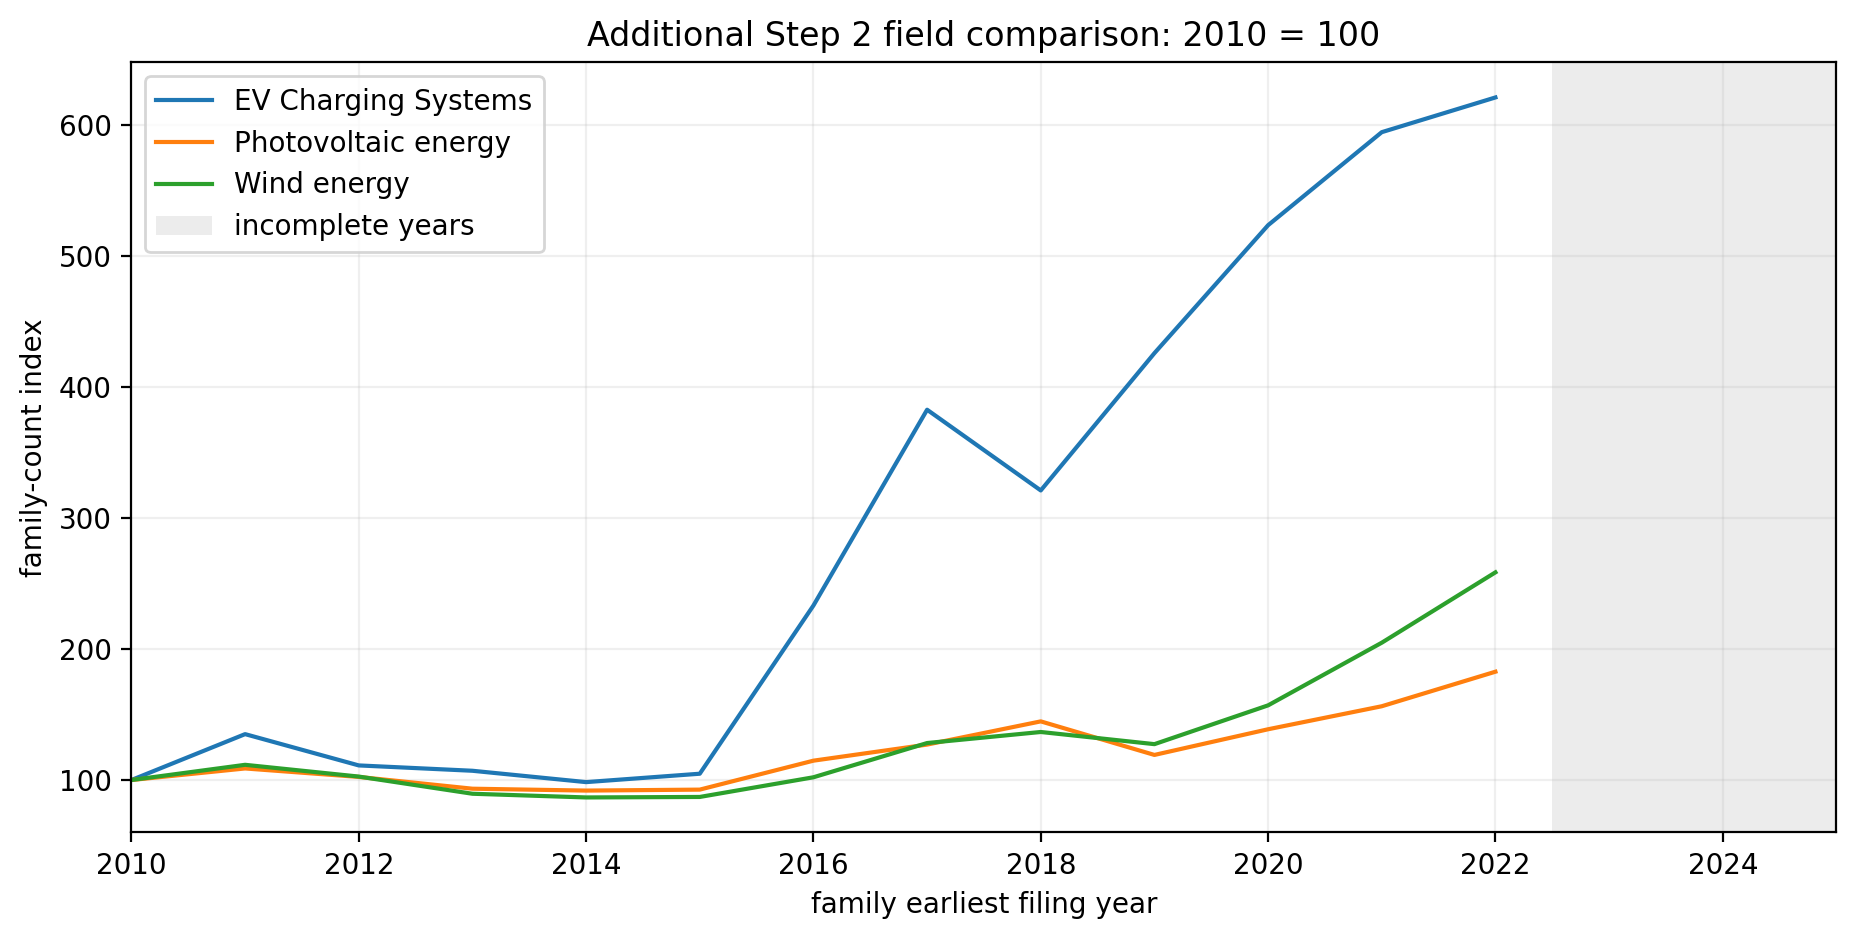 Additional Step 2 field comparison: 2010 = 100
EV Charging Systems
Photovoltaic energy
Wind energy
incomplete years
family-count index
600
500
400
300
200
100
2010 2012 2014 2016 2018 2020 2022 2024
family earliest filing year